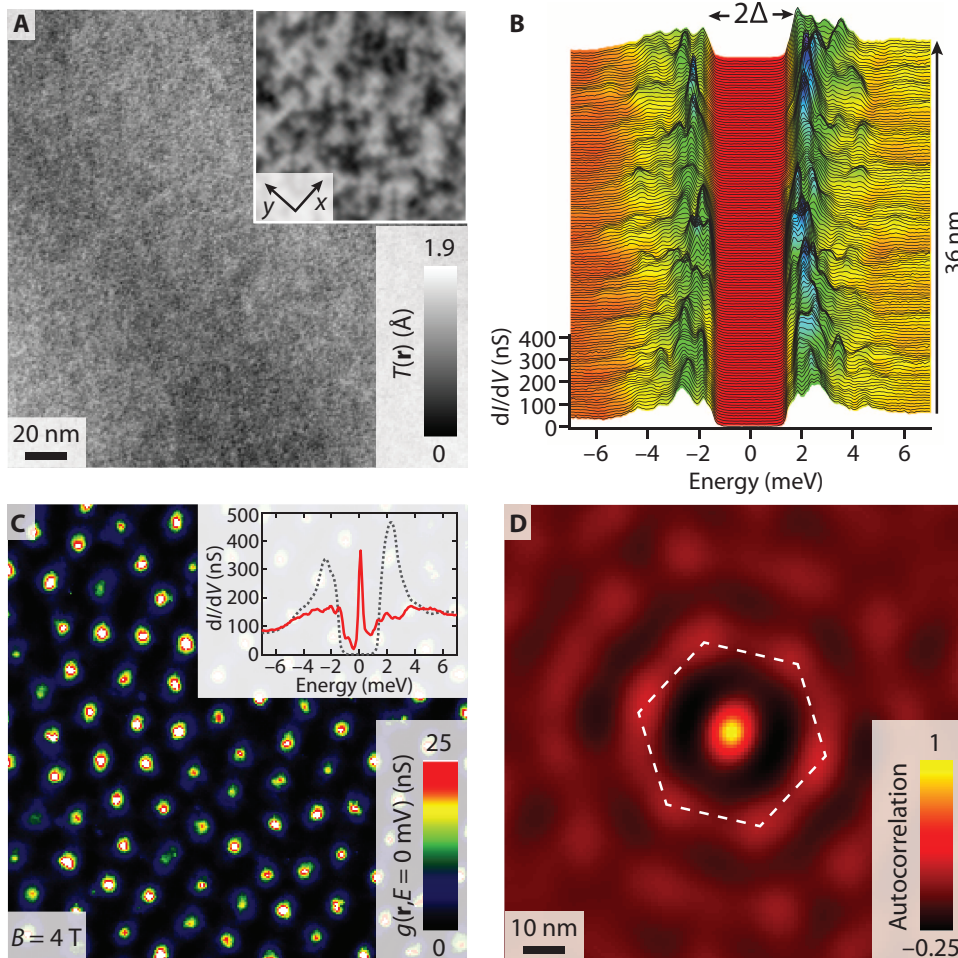 A
y x
1.9
T(r) (Å)
0
20 nm
B
2Δ
36 nm
dI/dV (nS)
400
300
200
100
0
−6 −4 −2 0 2 4 6
Energy (meV)
C
500
400
300
200
100
0
dI/dV (nS)
−6 −4 −2 0 2 4 6
Energy (meV)
25
g(r,E = 0 mV) (nS)
0
B = 4 T
D
1
Autocorrelation
−0.25
10 nm